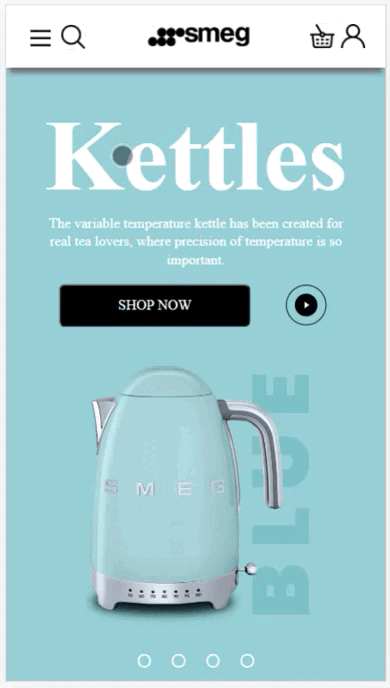 smeg
Kettles
The variable temperature kettle has been created for
real tea lovers, where precision of temperature is so
important.
SHOP NOW
BLUE
SMEG